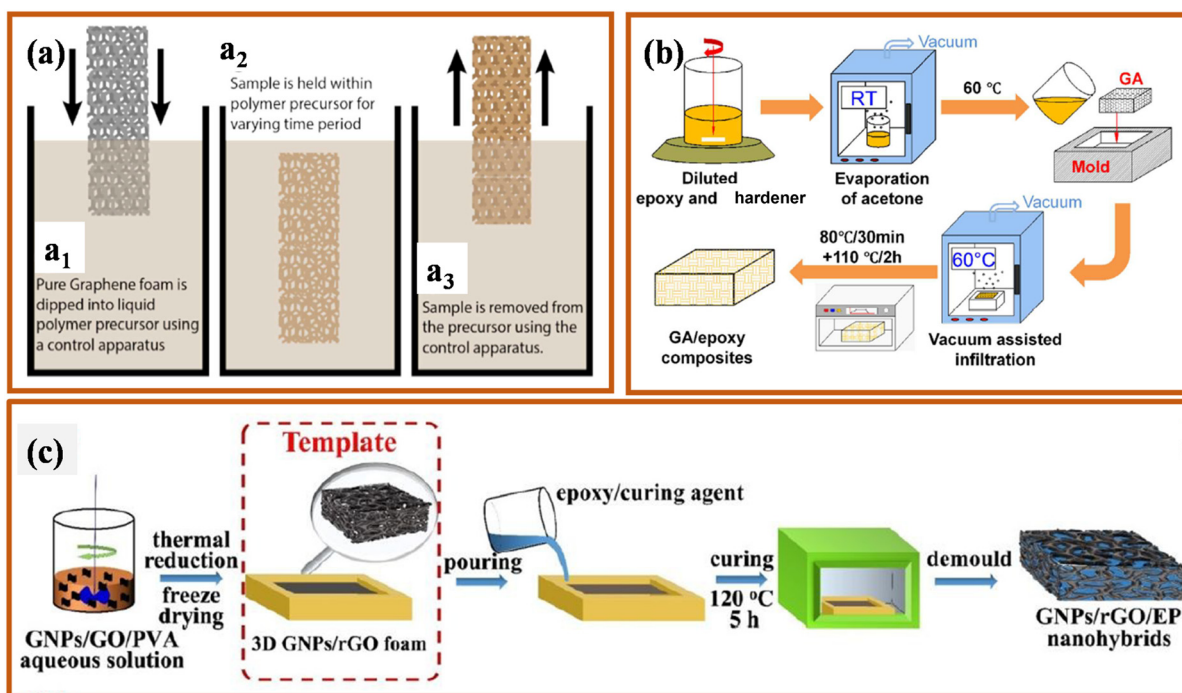 (a)
a1
Pure Graphene foam is
dipped into liquid
polymer precursor using
a control apparatus
a2
Sample is held within
polymer precursor for
varying time period
a3
Sample is removed from
the precursor using the
control apparatus.
(b)
Diluted
epoxy and hardener
Vacuum
RT
Evaporation
of acetone
60 ℃
GA
Mold
Vacuum
60°C
Vacuum assisted
infiltration
80℃/30min
+110 ℃/2h
GA/epoxy
composites
(c)
GNPs/GO/PVA
aqueous solution
thermal
reduction
freeze
drying
Template
3D GNPs/rGO foam
pouring
epoxy/curing agent
curing
120 °C
5 h
demould
GNPs/rGO/EP
nanohybrids